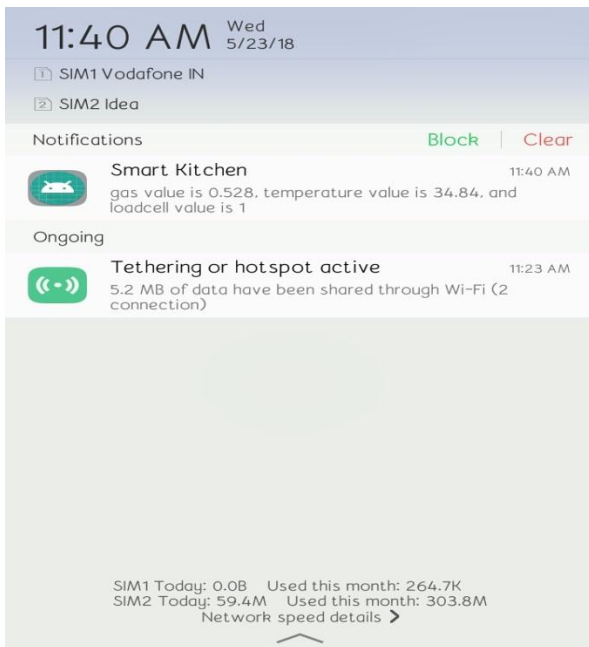 11:40 AM Wed
5/23/18
1 SIM1 Vodafone IN
2 SIM2 Idea
Notifications Block Clear
Smart Kitchen 11:40 AM
gas value is 0.528, temperature value is 34.84, and
loadcell value is 1
Ongoing
Tethering or hotspot active 11:23 AM
5.2 MB of data have been shared through Wi-Fi (2
connection)
SIM1 Today: 0.0B Used this month: 264.7K
SIM2 Today: 59.4M Used this month: 303.8M
Network speed details >